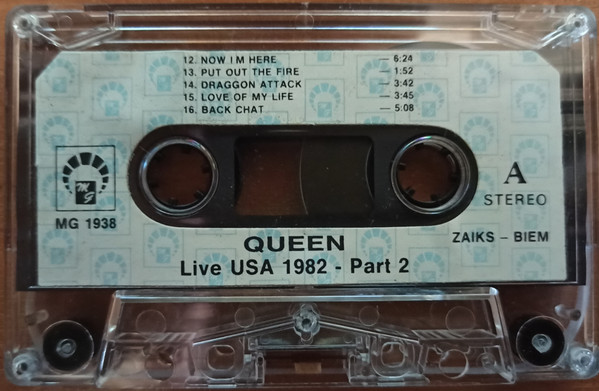 12. NOW I'M HERE — 6:24
13. PUT OUT THE FIRE — 1:52
14. DRAGGON ATTACK — 3:42
15. LOVE OF MY LIFE — 3:45
16. BACK CHAT — 5:08
MG
MG 1938
A
STEREO
ZAIKS – BIEM
QUEEN
Live USA 1982 - Part 2